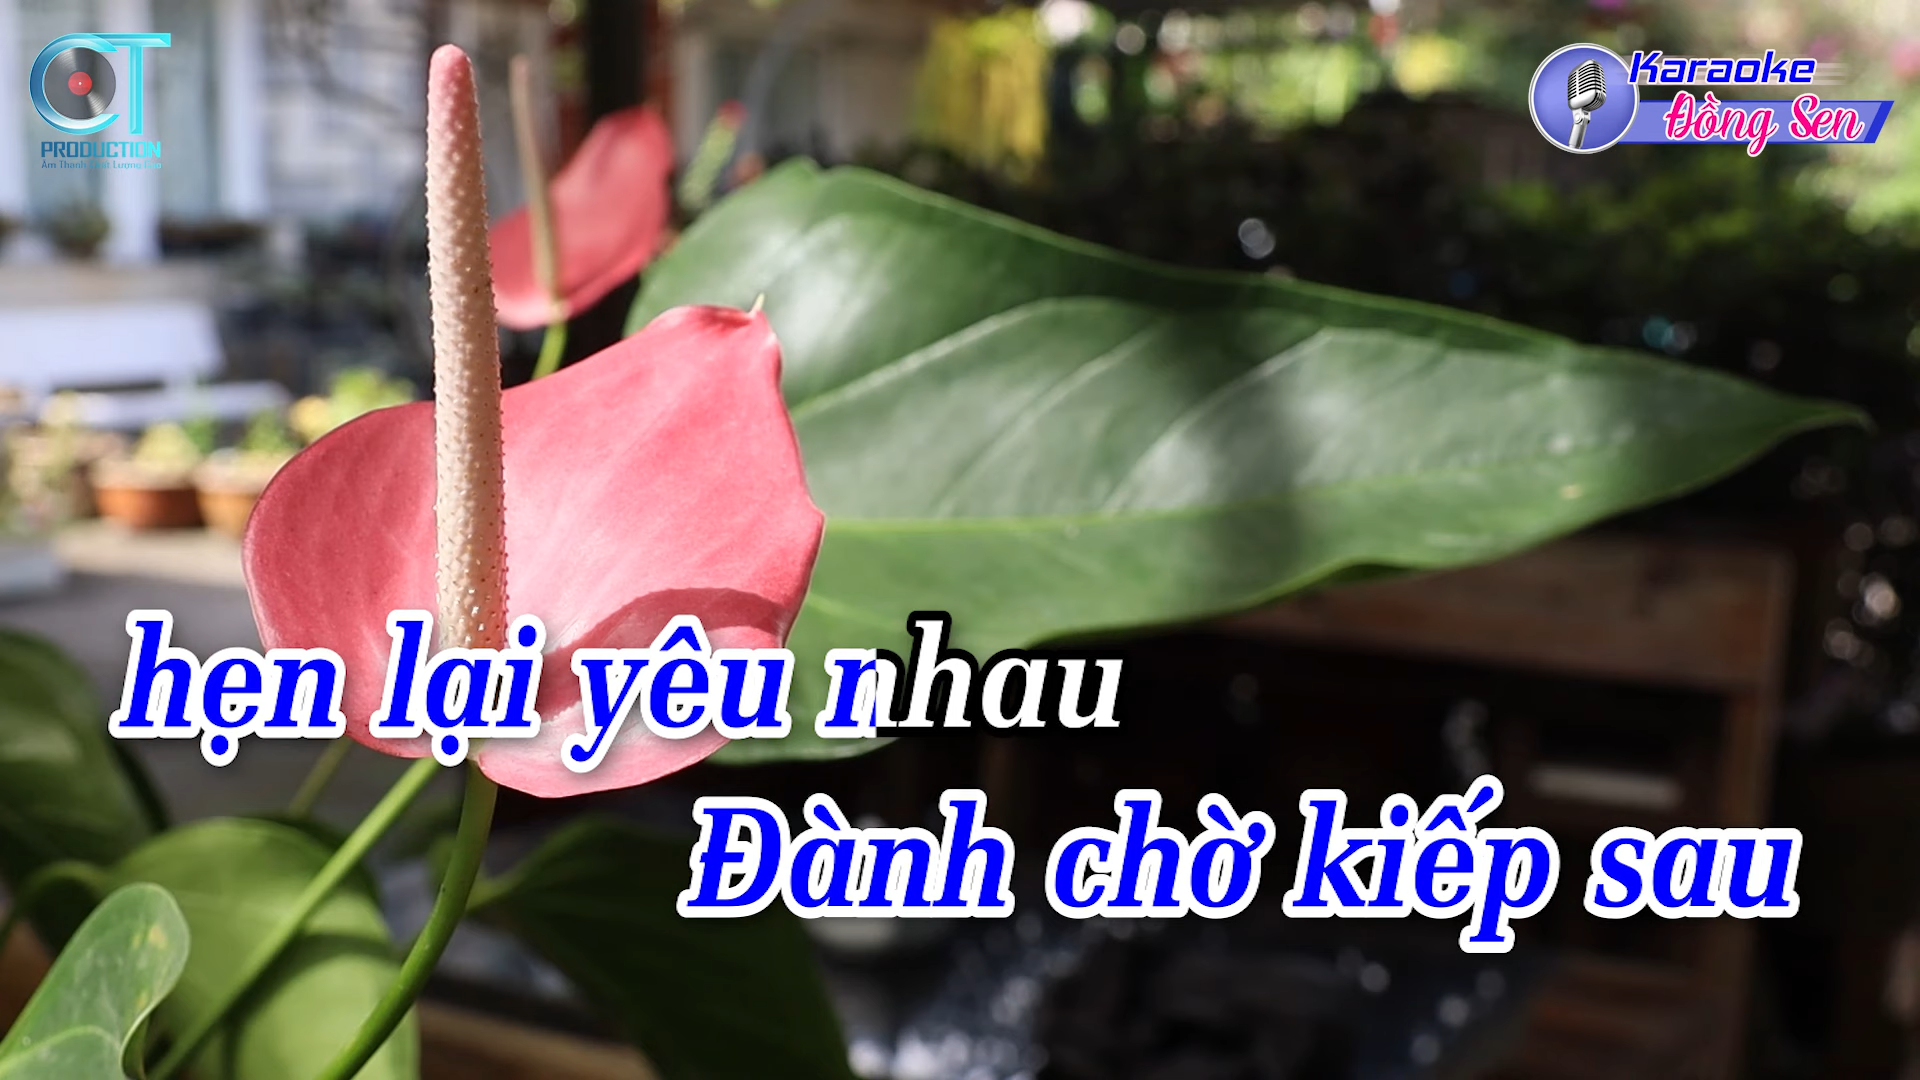 CT
PRODUCTION
Karaoke
Đồng Sen
hẹn lại yêu nhau
Đành chờ kiếp sau